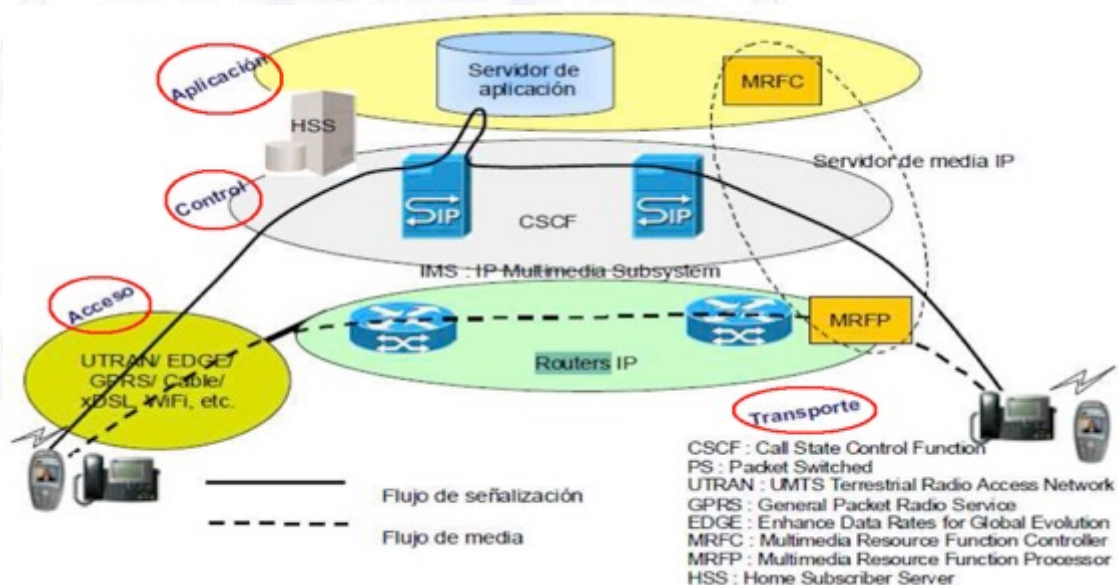 Aplicación
Servidor de
aplicación
MRFC
HSS
Servidor de media IP
Control
SIP
SIP
CSCF
IMS : IP Multimedia Subsystem
Acceso
MRFP
UTRAN/ EDGE/
GPRS/ Cable/
xDSL, WiFi, etc.
Routers IP
Transporte
Flujo de señalización
Flujo de media
CSCF : Call State Control Function
PS : Packet Switched
UTRAN : UMTS Terrestrial Radio Access Network
GPRS : General Packet Radio Service
EDGE : Enhance Data Rates for Global Evolution
MRFC : Multimedia Resource Function Controller
MRFP : Multimedia Resource Function Processor
HSS : Home Subscriber Server